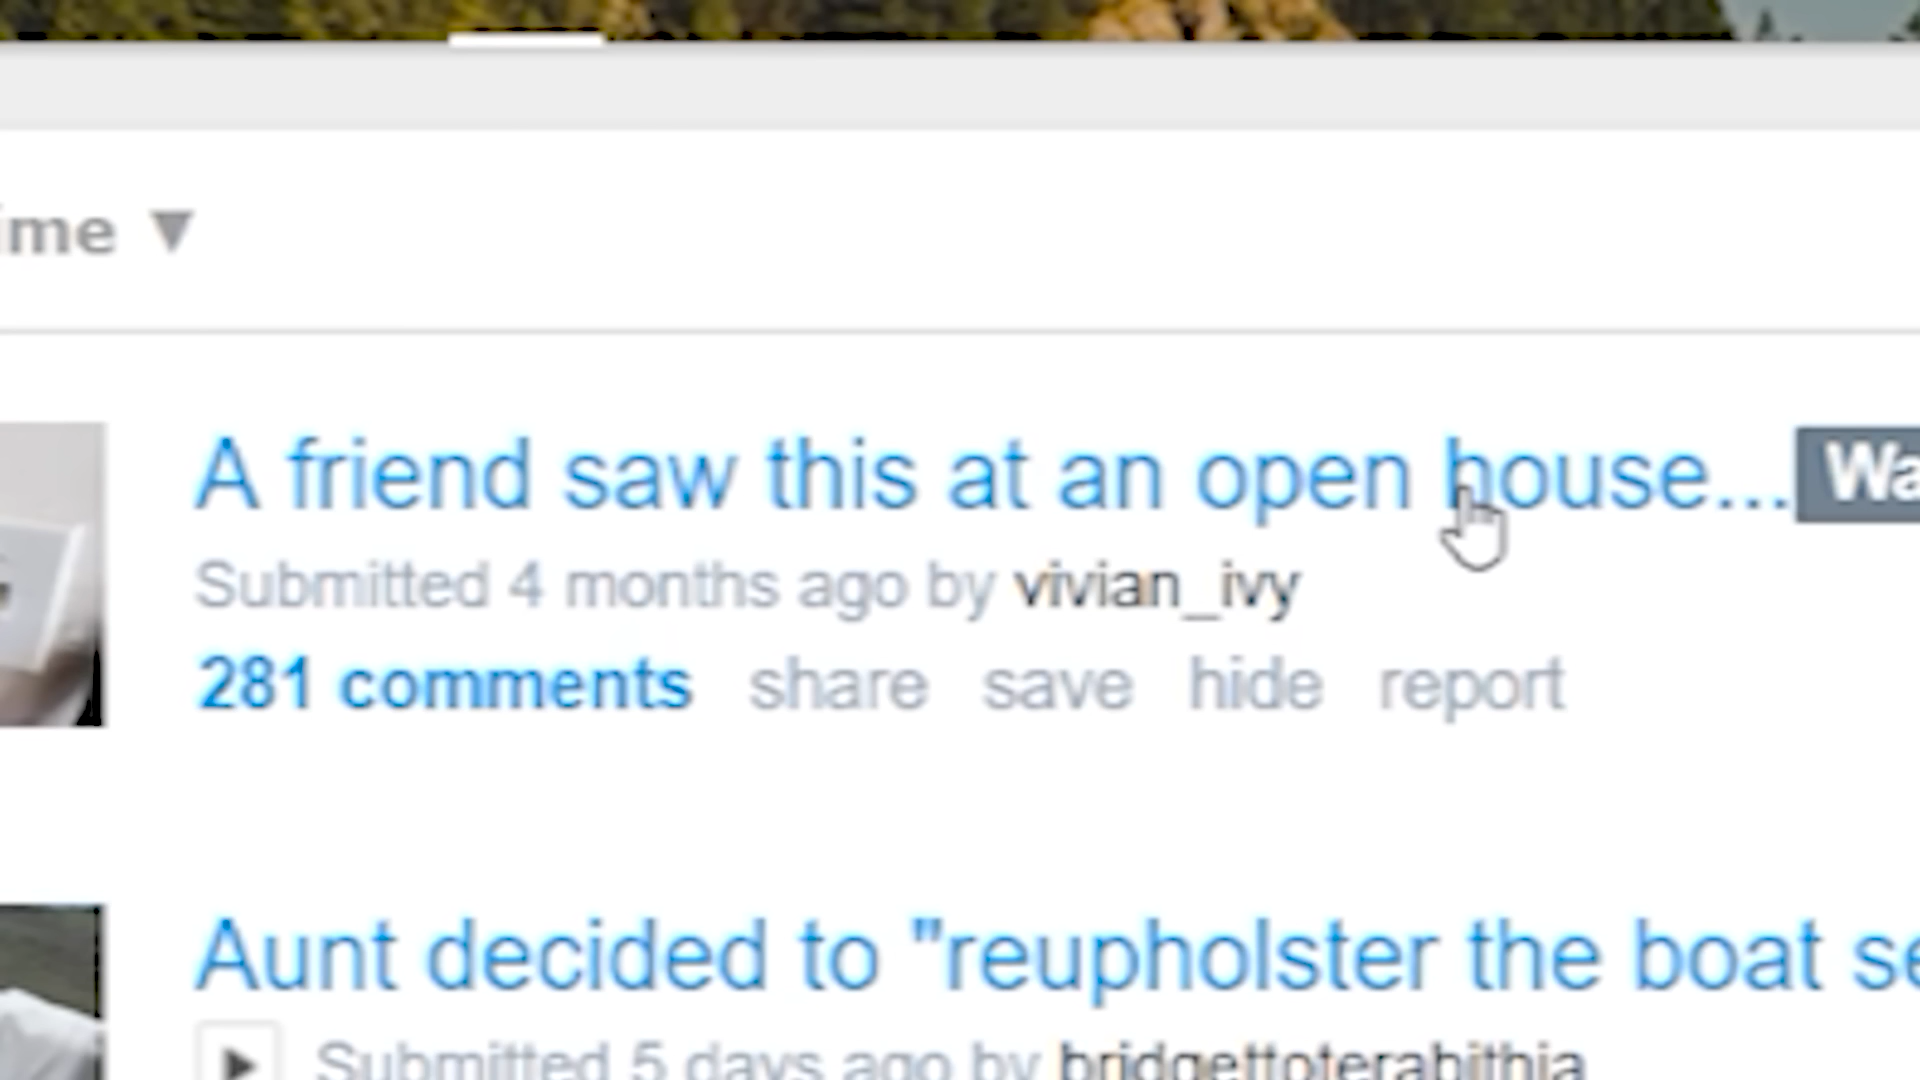 ime ▼
A friend saw this at an open house... Wa
Submitted 4 months ago by vivian_ivy
281 comments share save hide report
Aunt decided to "reupholster the boat se
Submitted 5 days ago by bridgettoterabithia